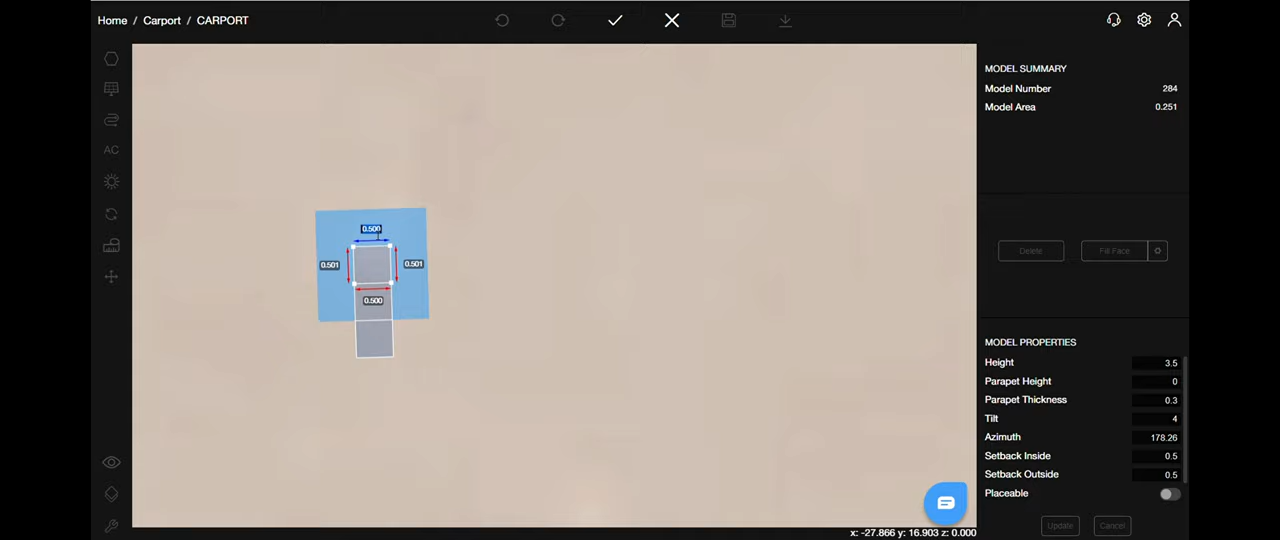 Home / Carport / CARPORT
AC
0.500
0.501
0.501
0.500
x: -27.866 y: 16.903 z: 0.000
MODEL SUMMARY
Model Number 284
Model Area 0.251
Delete
Fill Face
MODEL PROPERTIES
Height 3.5
Parapet Height 0
Parapet Thickness 0.3
Tilt 4
Azimuth 178.26
Setback Inside 0.5
Setback Outside 0.5
Placeable
Update
Cancel